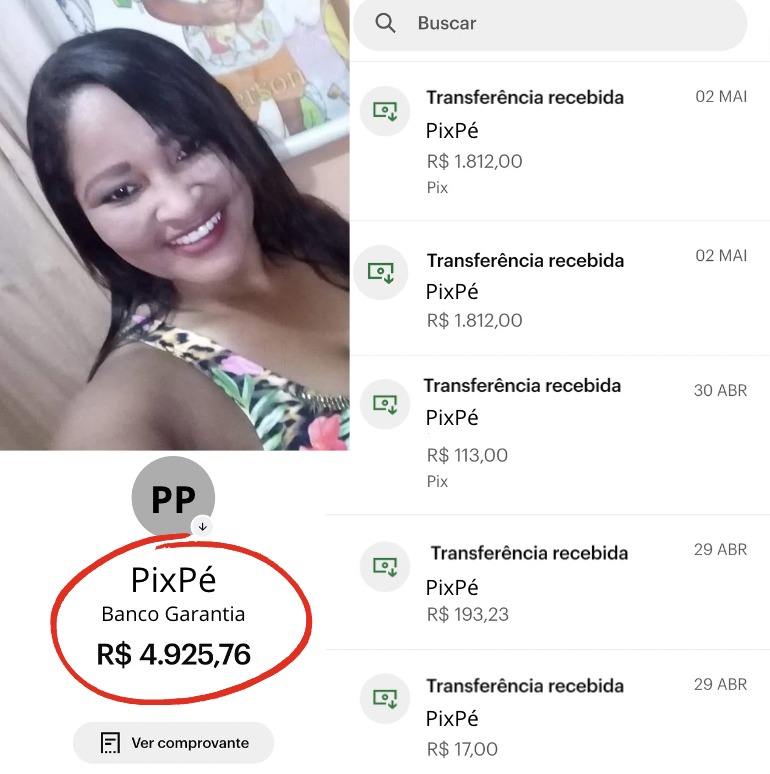 erson
PP
PixPé
Banco Garantia
R$ 4.925,76
Ver comprovante
Buscar
Transferência recebida
02 MAI
PixPé
R$ 1.812,00
Pix
Transferência recebida
02 MAI
PixPé
R$ 1.812,00
Transferência recebida
30 ABR
PixPé
R$ 113,00
Pix
Transferência recebida
29 ABR
PixPé
R$ 193,23
Transferência recebida
29 ABR
PixPé
R$ 17,00